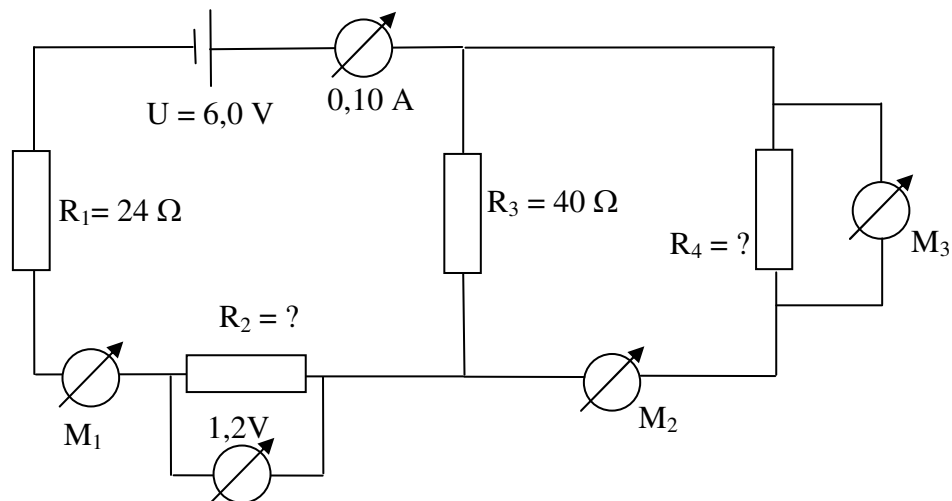 U = 6,0 V
0,10 A
R₁= 24 Ω
R₃ = 40 Ω
R₄ = ?
M₃
R₂ = ?
M₁
1,2V
M₂